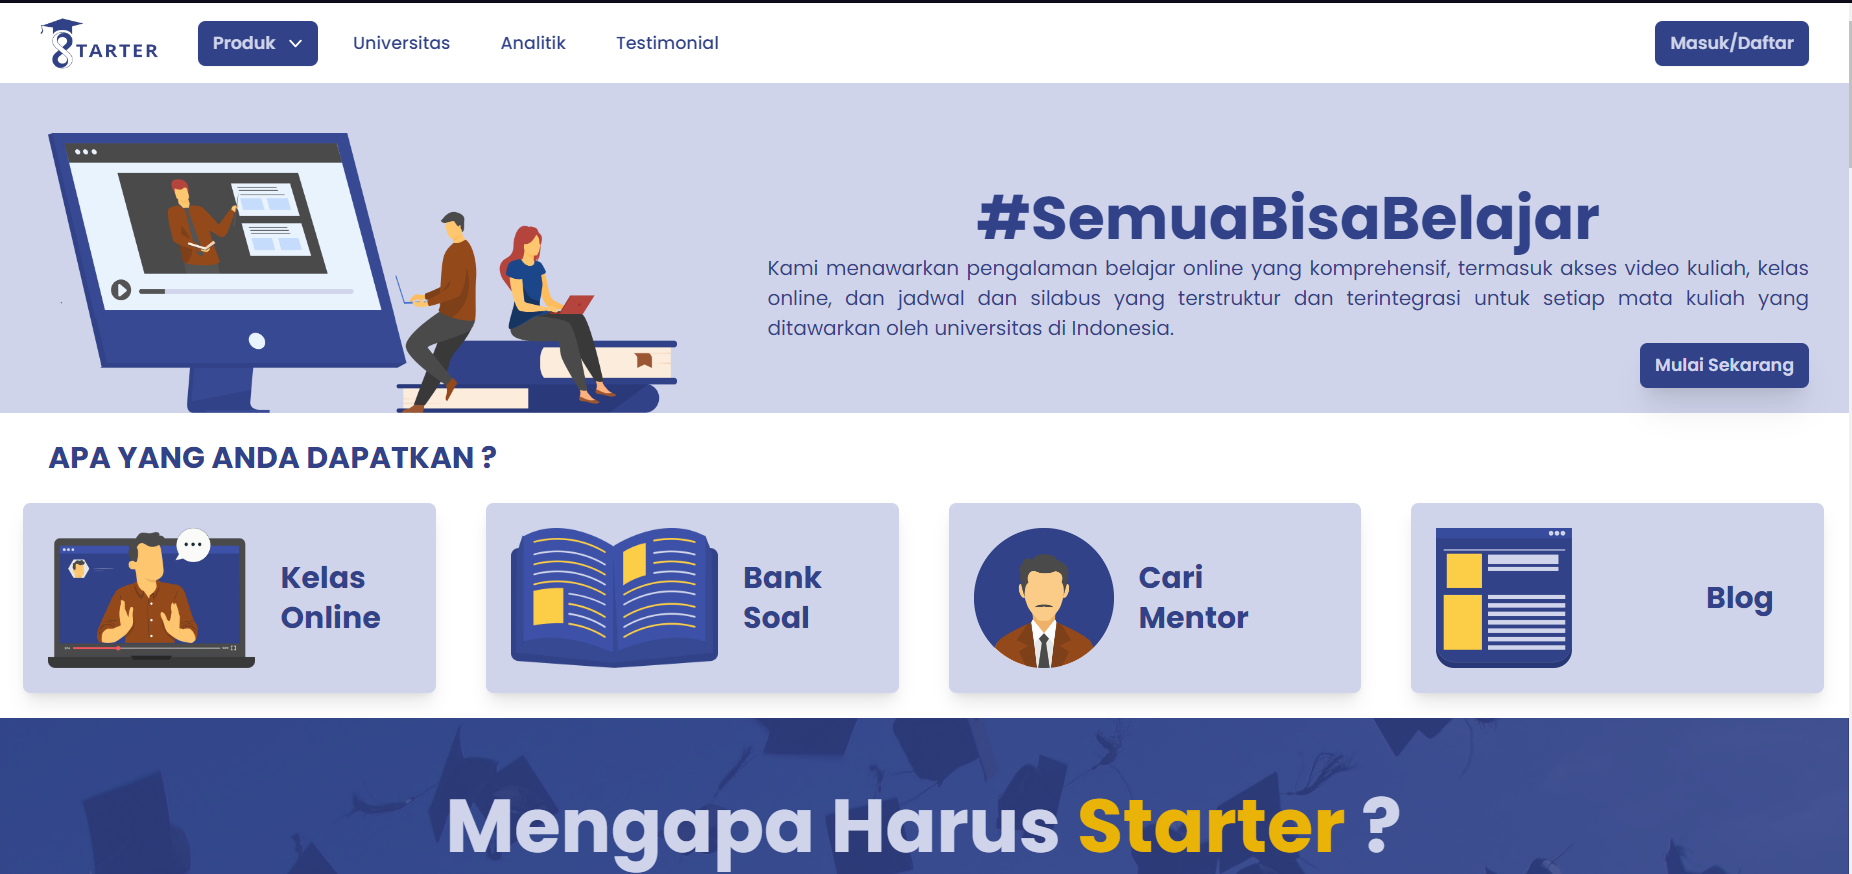 STARTER
Produk
Universitas
Analitik
Testimonial
Masuk/Daftar
#SemuaBisaBelajar
Kami menawarkan pengalaman belajar online yang komprehensif, termasuk akses video kuliah, kelas
online, dan jadwal dan silabus yang terstruktur dan terintegrasi untuk setiap mata kuliah yang
ditawarkan oleh universitas di Indonesia.
Mulai Sekarang
APA YANG ANDA DAPATKAN ?
Kelas
Online
Bank
Soal
Cari
Mentor
Blog
Mengapa Harus Starter ?